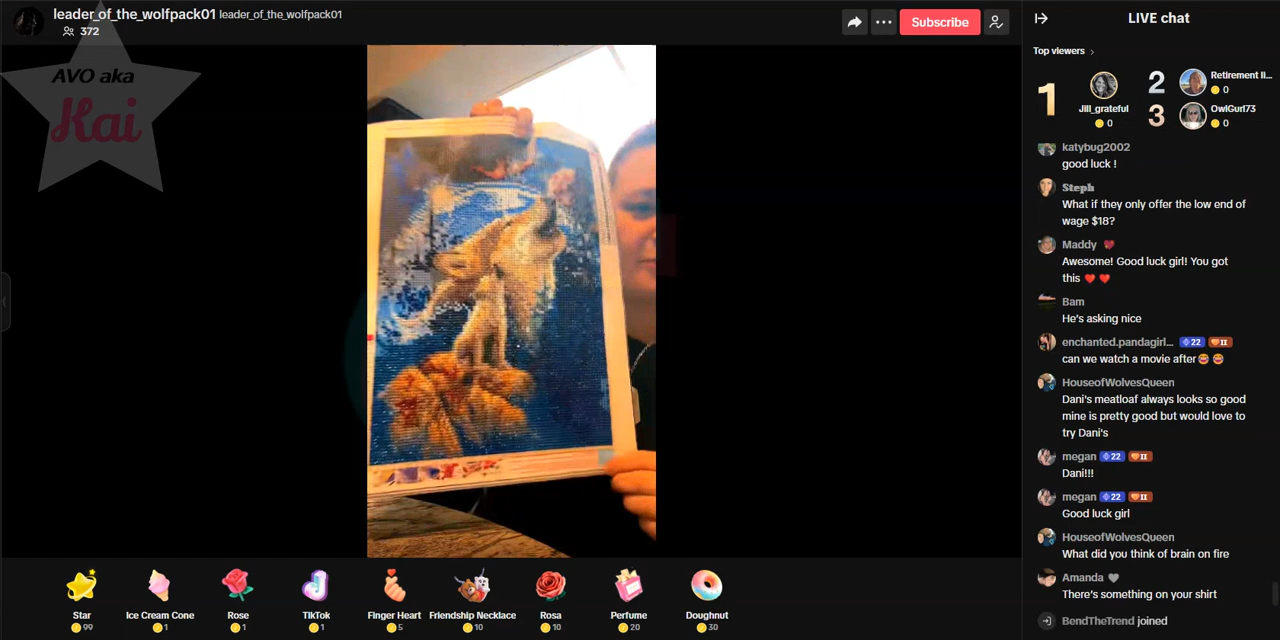 leader_of_the_wolfpack01 leader_of_the_wolfpack01
372
Subscribe
AVO aka
Kai
LIVE chat
Top viewers
1
Jill_grateful
0
2
Retirement li...
0
3
OwlGurl73
0
katybug2002
good luck !
Steph
What if they only offer the low end of
wage $18?
Maddy
Awesome! Good luck girl! You got
this ❤️ ❤️
Bam
He's asking nice
enchanted.pandagirl... 22 II
can we watch a movie after
HouseofWolvesQueen
Dani's meatloaf always looks so good
mine is pretty good but would love to
try Dani's
megan 22 II
Dani!!!
megan 22 II
Good luck girl
HouseofWolvesQueen
What did you think of brain on fire
Amanda
There's something on your shirt
BendTheTrend joined
Star
99
Ice Cream Cone
1
Rose
1
TikTok
1
Finger Heart
5
Friendship Necklace
10
Rosa
10
Perfume
20
Doughnut
30